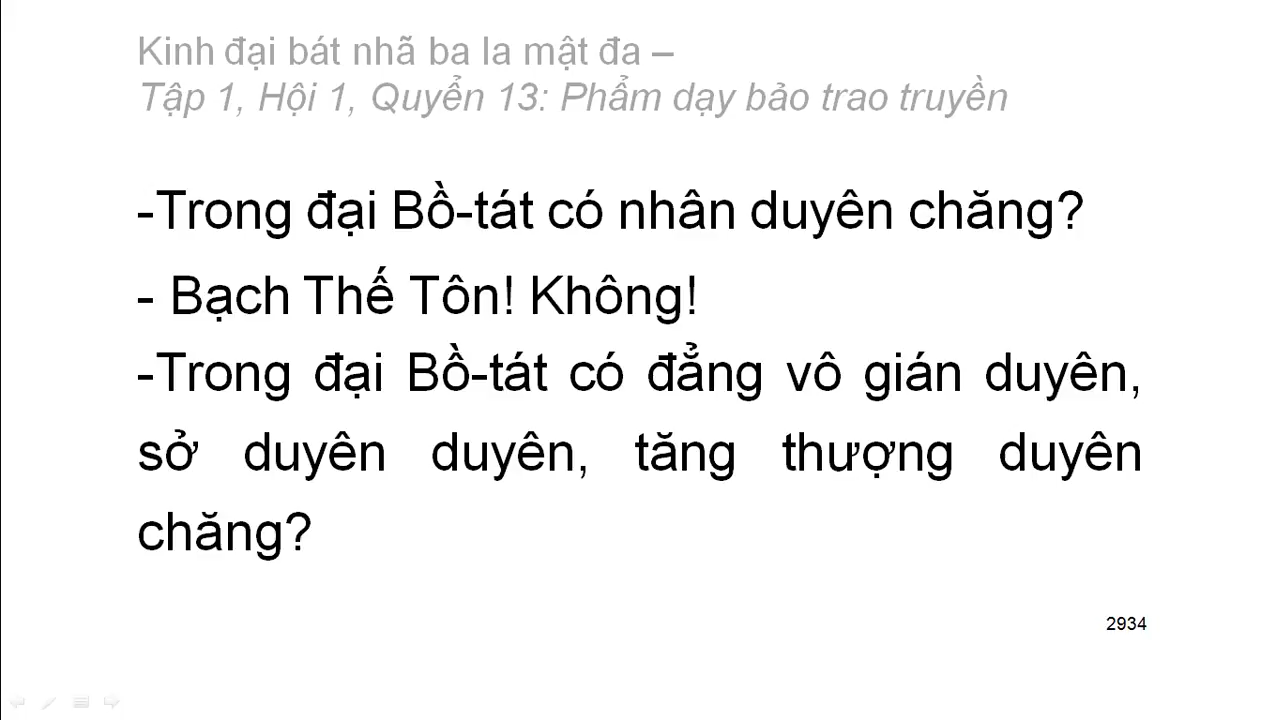 Kinh đại bát nhã ba la mật đa –
Tập 1, Hội 1, Quyển 13: Phẩm dạy bảo trao truyền
-Trong đại Bồ-tát có nhân duyên chăng?
- Bạch Thế Tôn! Không!
-Trong đại Bồ-tát có đẳng vô gián duyên,
sở duyên duyên, tăng thượng duyên
chăng?
2934